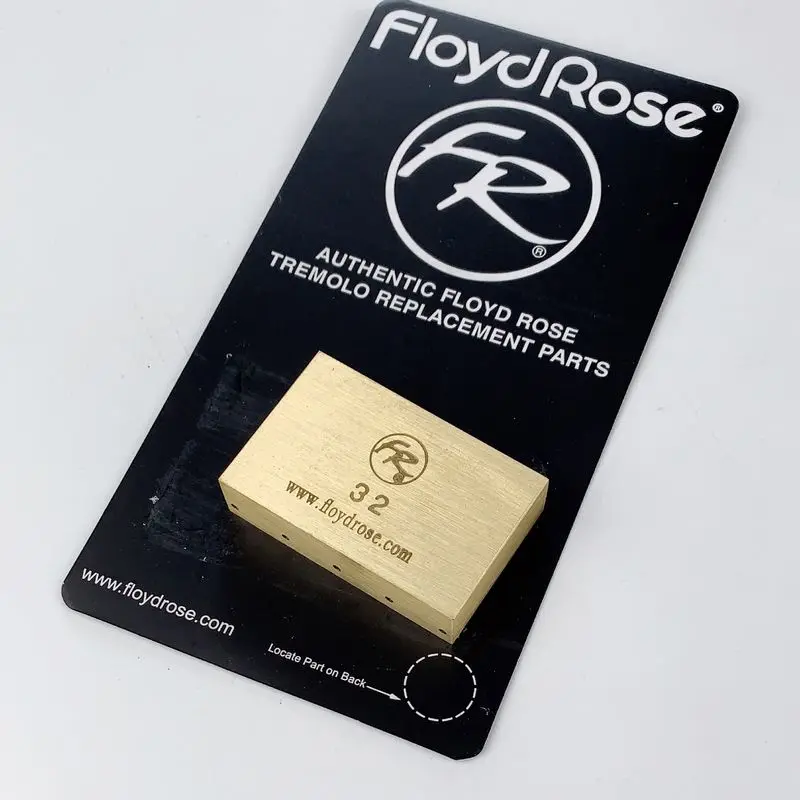 FloydRose®
FR®
AUTHENTIC FLOYD ROSE
TREMOLO REPLACEMENT PARTS
FR®
32
www.floydrose.com
www.floydrose.com
Locate Part on Back